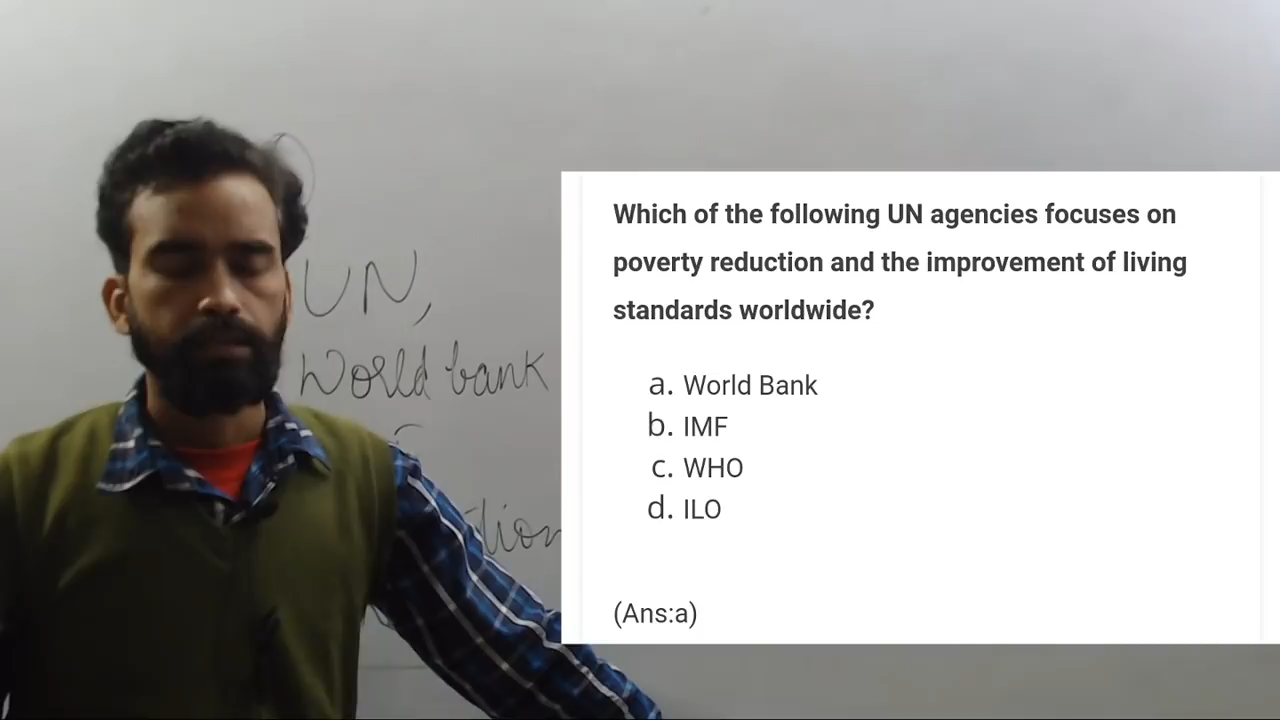 UN,
World bank
Which of the following UN agencies focuses on
poverty reduction and the improvement of living
standards worldwide?
a. World Bank
b. IMF
c. WHO
d. ILO
(Ans:a)